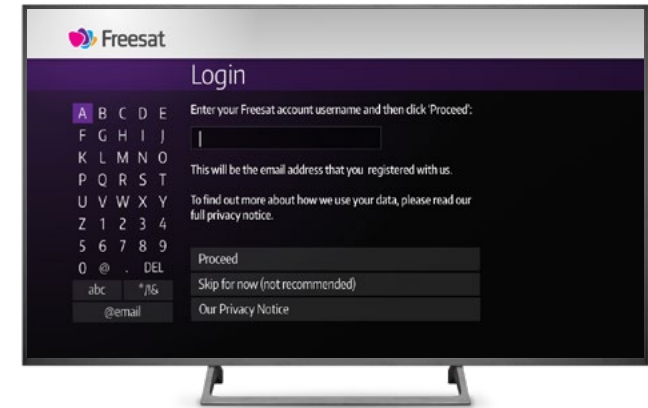 Freesat
Login
Enter your Freesat account username and then click 'Proceed':
This will be the email address that you registered with us.
To find out more about how we use your data, please read our
full privacy notice.
A B C D E
F G H I J
K L M N O
P Q R S T
U V W X Y
Z 1 2 3 4
5 6 7 8 9
0 @ . DEL
abc */!&
@email
Proceed
Skip for now (not recommended)
Our Privacy Notice